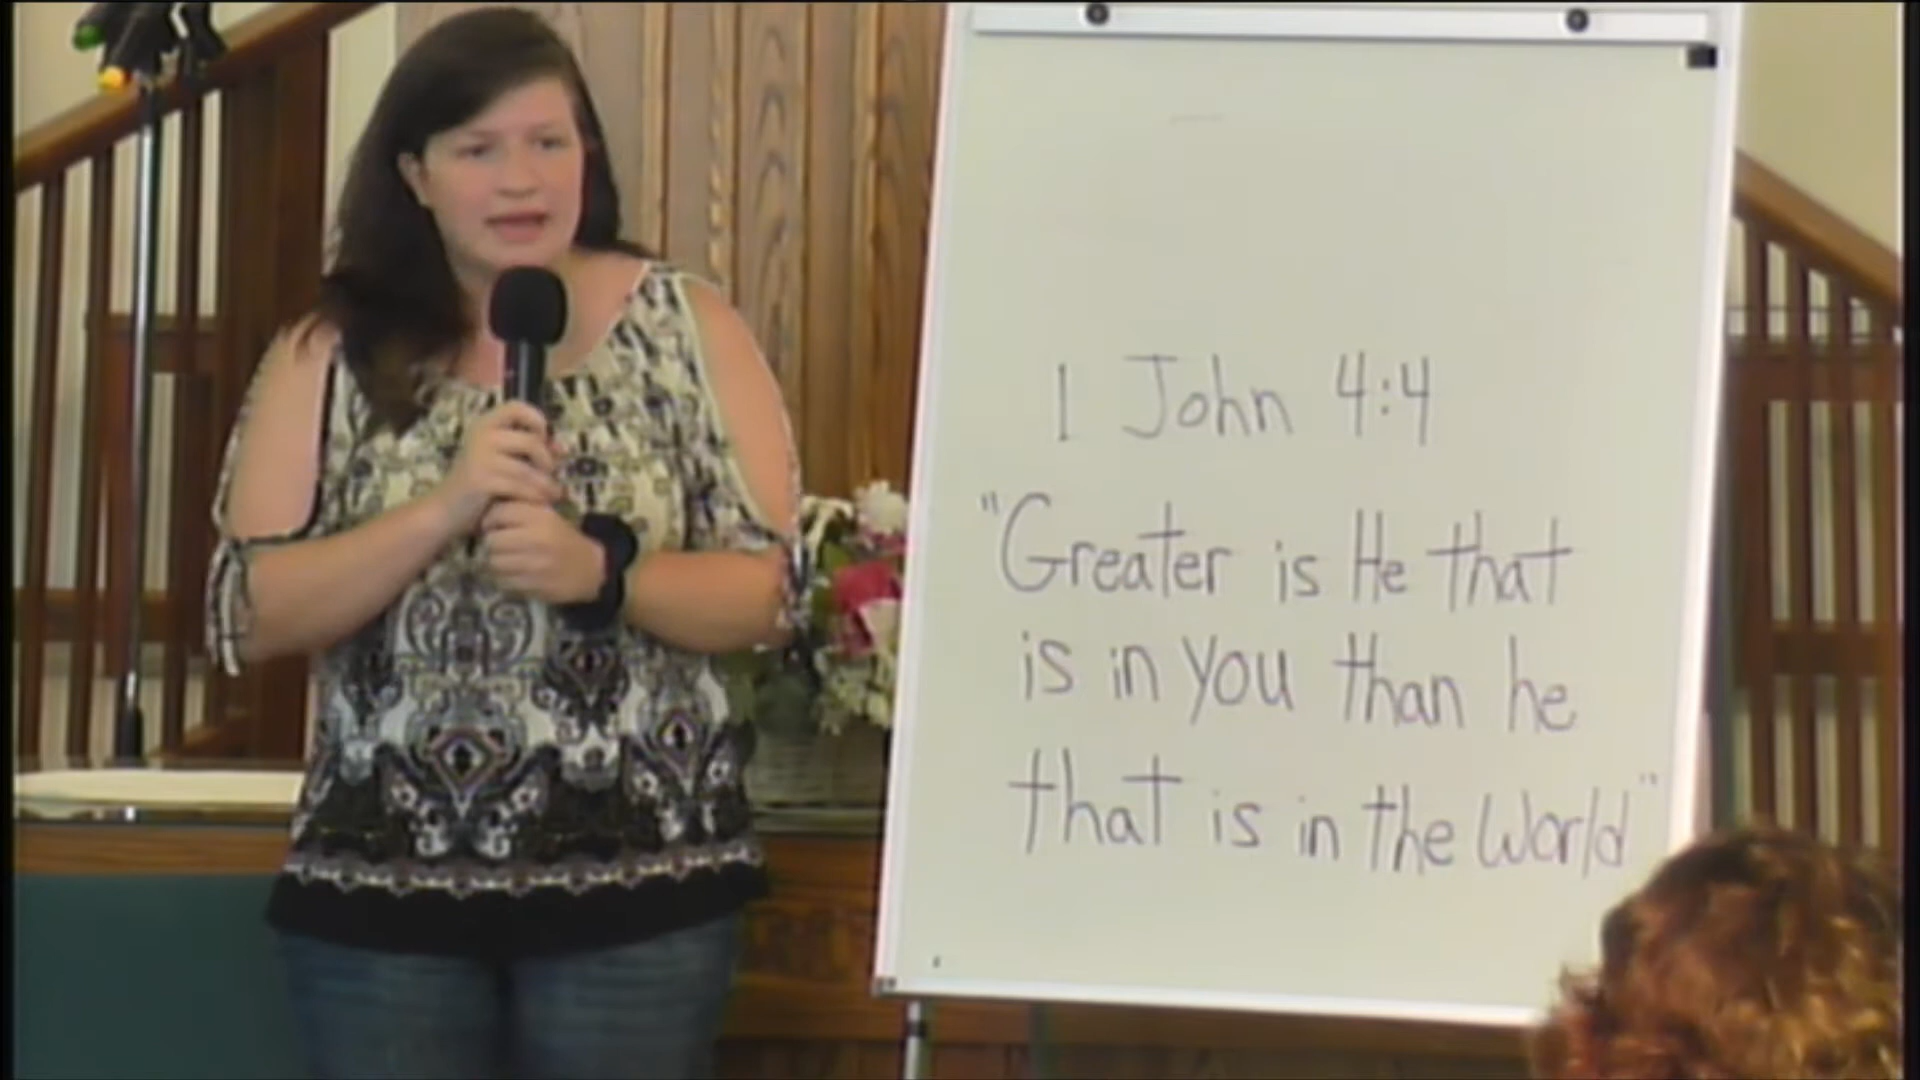 1 John 4:4
"Greater is He that
is in you than he
that is in the World"